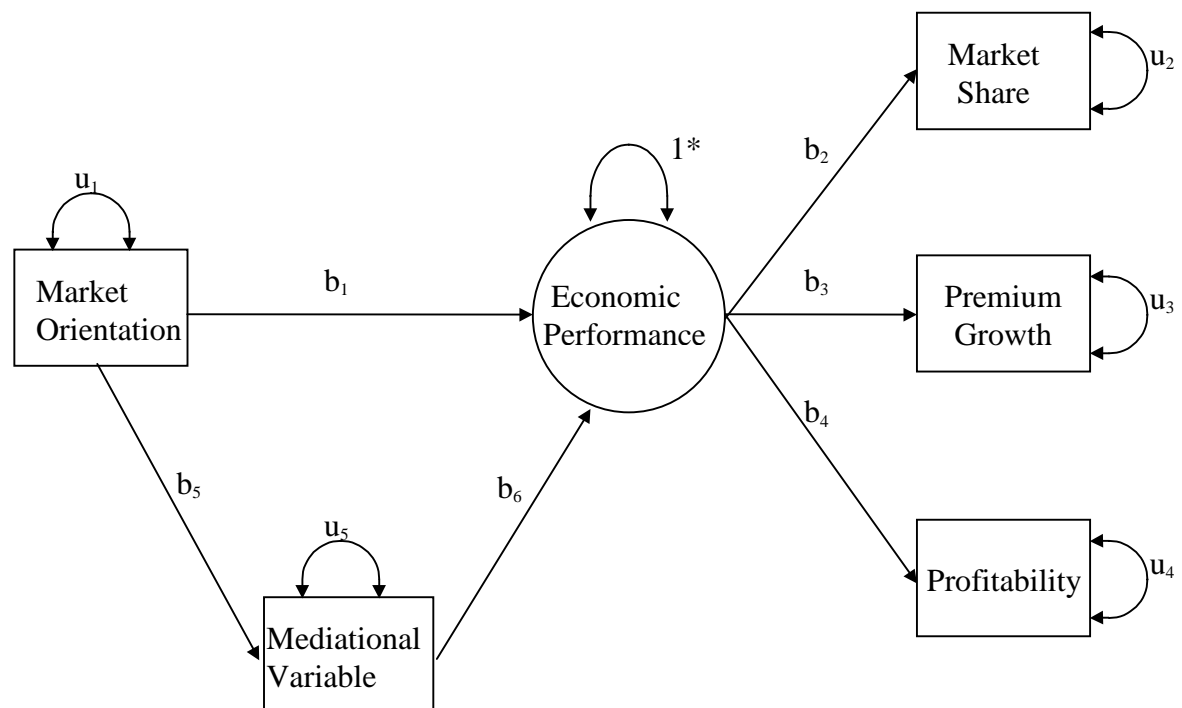 Market
Share
u₂
b₂
1*
u₁
Market
Orientation
b₁
Economic
Performance
b₃
Premium
Growth
u₃
b₄
b₅
b₆
u₅
Mediational
Variable
Profitability
u₄